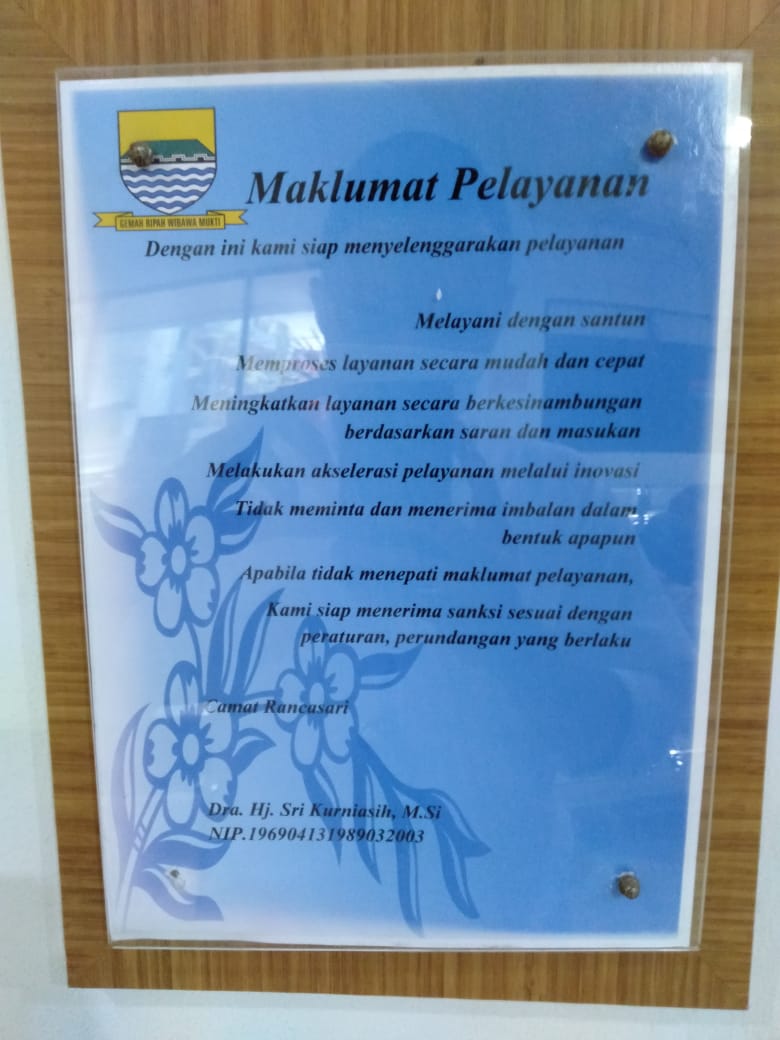 GEMAH RIPAH WIBAWA MUKTI
Maklumat Pelayanan
Dengan ini kami siap menyelenggarakan pelayanan
Melayani dengan santun
Memproses layanan secara mudah dan cepat
Meningkatkan layanan secara berkesinambungan
berdasarkan saran dan masukan
Melakukan akselerasi pelayanan melalui inovasi
Tidak meminta dan menerima imbalan dalam
bentuk apapun
Apabila tidak menepati maklumat pelayanan,
Kami siap menerima sanksi sesuai dengan
peraturan, perundangan yang berlaku
Camat Rancasari
Dra. Hj. Sri Kurniasih, M.Si
NIP.196904131989032003